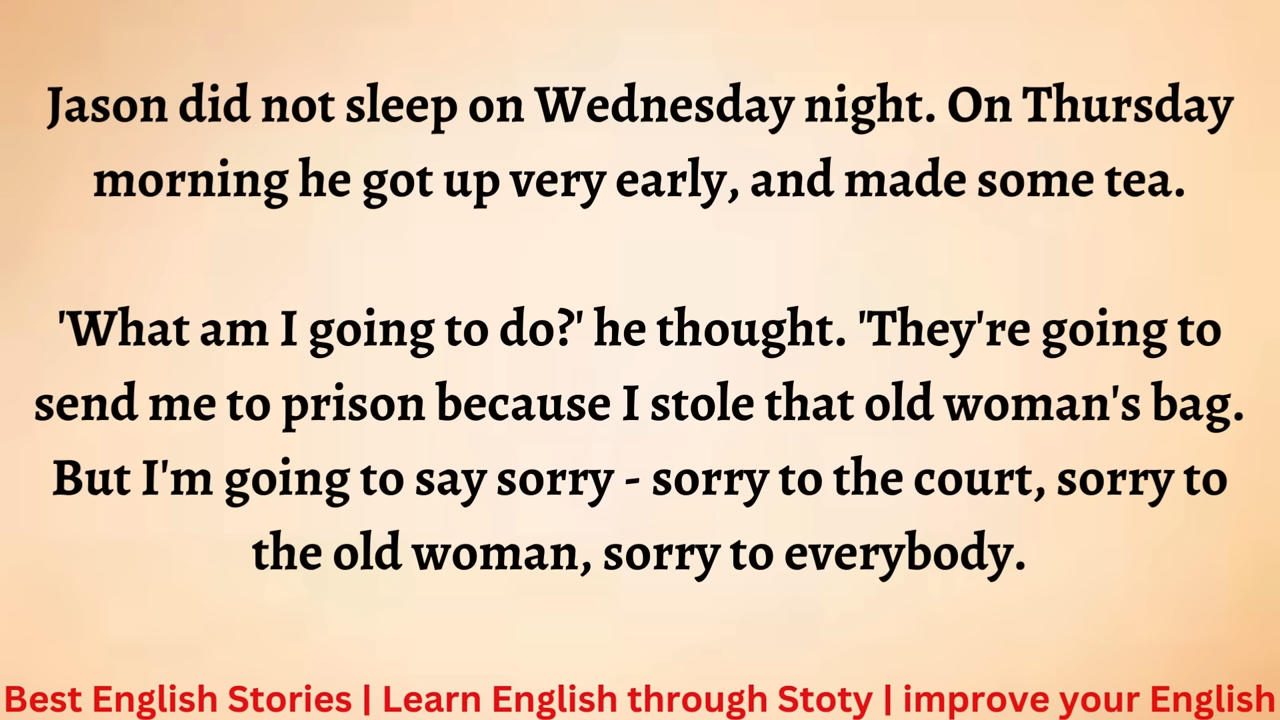 Jason did not sleep on Wednesday night. On Thursday
morning he got up very early, and made some tea.
'What am I going to do?' he thought. 'They're going to
send me to prison because I stole that old woman's bag.
But I'm going to say sorry - sorry to the court, sorry to
the old woman, sorry to everybody.
Best English Stories | Learn English through Stoty | improve your English